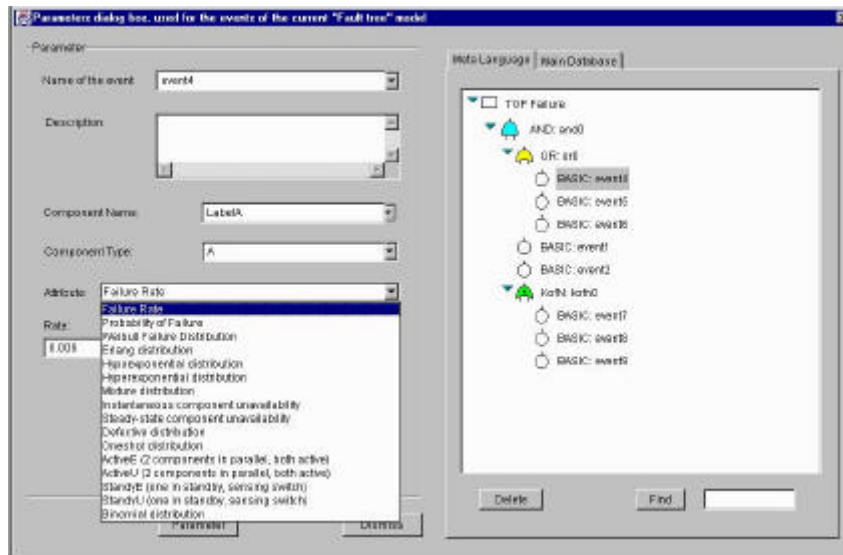 Parameters dialog box, used for the events of the current "Fault tree" model
Parameter
Name of the event:
event4
Description:
Component Name:
LabelA
Component Type:
A
Attribute:
Failure Rate
Failure Rate
Probability of Failure
Weibull Failure Distribution
Erlang distribution
Hypoexponential distribution
Hyperexponential distribution
Mixture distribution
Instantaneous component unavailability
Steady-state component unavailability
Defective distribution
Oneshot distribution
ActiveE (2 components in parallel, both active)
ActiveU (2 components in parallel, both active)
StandyE (one in standby, sensing switch)
StandyU (one in standby, sensing switch)
Binomial distribution
Rate:
Parameter
Dismiss
Meta Language
Main Database
TOP Failure
AND: and0
OR: or0
BASIC: event4
BASIC: event5
BASIC: event6
BASIC: event1
BASIC: event2
KofN: kofn0
BASIC: event7
BASIC: event8
BASIC: event9
Delete
Find